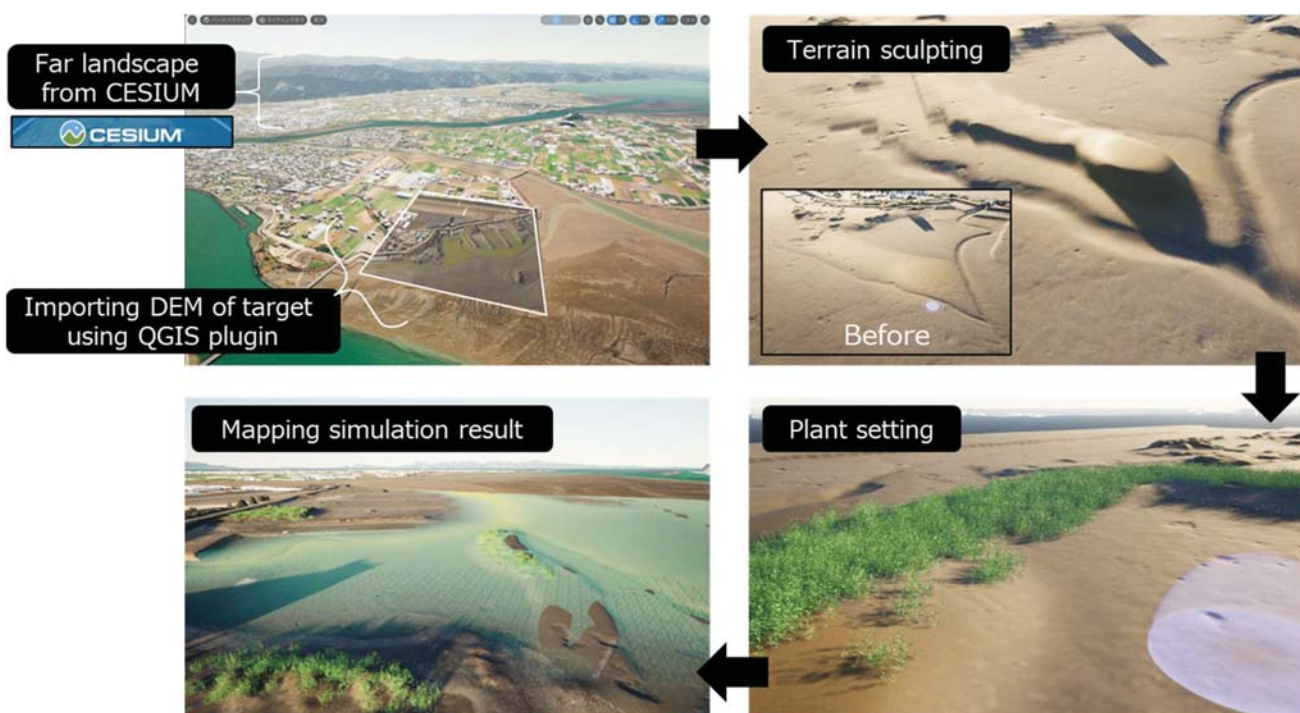 Far landscape
from CESIUM
CESIUM
Importing DEM of target
using QGIS plugin
Terrain sculpting
Before
Mapping simulation result
Plant setting